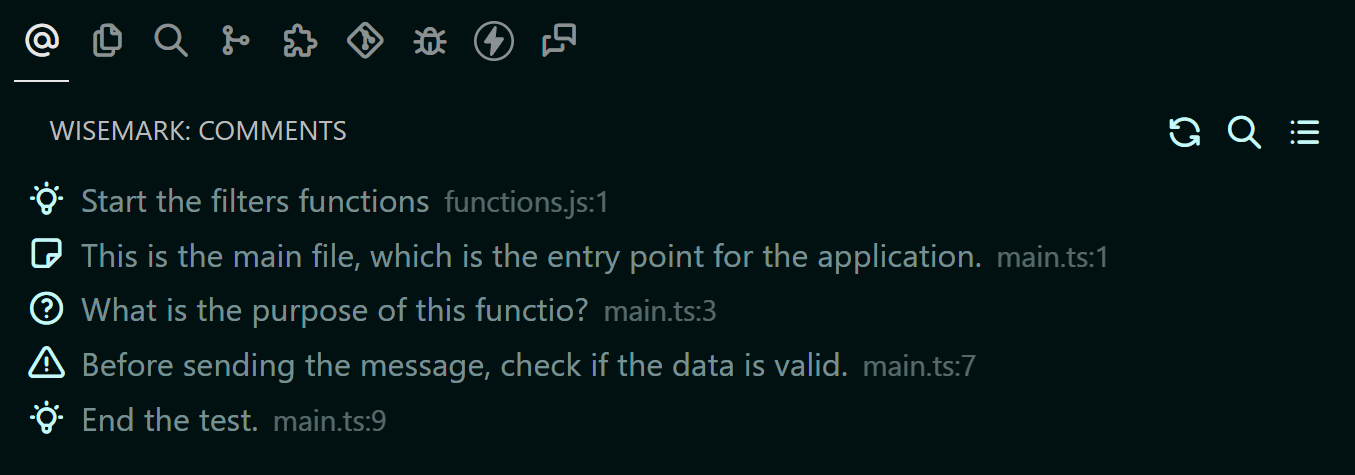 WISEMARK: COMMENTS
Start the filters functions functions.js:1
This is the main file, which is the entry point for the application. main.ts:1
What is the purpose of this functio? main.ts:3
Before sending the message, check if the data is valid. main.ts:7
End the test. main.ts:9